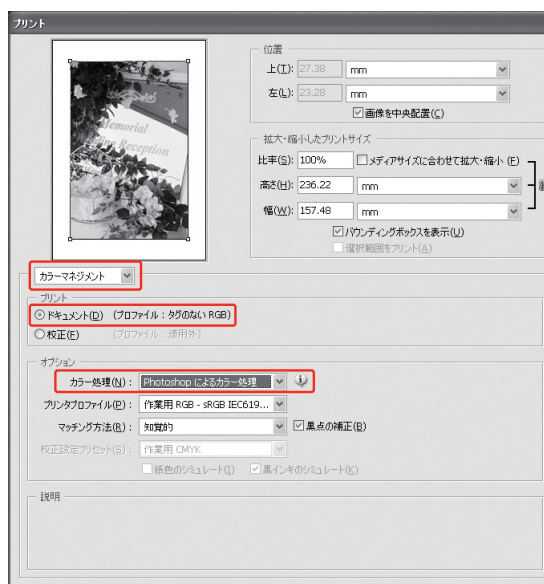 プリント
Memorial
Reception
位置
上(T): 27.38 mm
左(L): 23.28 mm
画像を中央配置(C)
拡大・縮小したプリントサイズ
比率(S): 100% メディアサイズに合わせて拡大・縮小(F)
高さ(H): 236.22 mm
幅(W): 157.48 mm
バウンディングボックスを表示(U)
選択範囲をプリント(A)
カラーマネジメント
プリント
ドキュメント(D) (プロファイル : タグのない RGB)
校正(F) (プロファイル : 適用外)
オプション
カラー処理(N) : Photoshop によるカラー処理
プリンタプロファイル(P) : 作業用 RGB - sRGB IEC619...
マッチング方法(R) : 知覚的 黒点の補正(B)
校正設定プリセット(S) : 作業用 CMYK
紙色のシミュレート(I) 黒インキのシミュレート(K)
説明